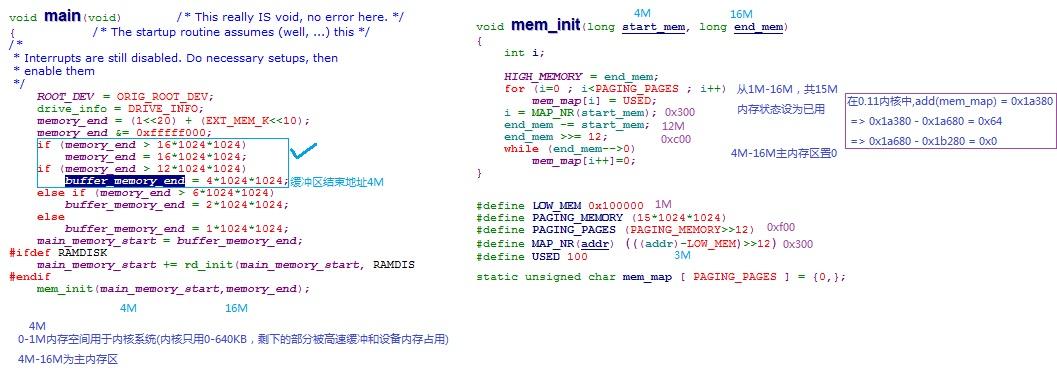 void main(void)        /* This really IS void, no error here. */
{        /* The startup routine assumes (well, ...) this */
/*
 * Interrupts are still disabled. Do necessary setups, then
 * enable them
 */
ROOT_DEV = ORIG_ROOT_DEV;
drive_info = DRIVE_INFO;
memory_end = (1<<20) + (EXT_MEM_K<<10);
memory_end &= 0xfffff000;
if (memory_end > 16*1024*1024)
memory_end = 16*1024*1024;
if (memory_end > 12*1024*1024)
buffer_memory_end = 4*1024*1024; 缓冲区结束地址4M
else if (memory_end > 6*1024*1024)
buffer_memory_end = 2*1024*1024;
else
buffer_memory_end = 1*1024*1024;
main_memory_start = buffer_memory_end;
#ifdef RAMDISK
main_memory_start += rd_init(main_memory_start, RAMDIS
#endif
mem_init(main_memory_start,memory_end);
4M 16M
4M
0-1M内存空间用于内核系统(内核只用0-640KB，剩下的部分被高速缓冲和设备内存占用)
4M-16M为主内存区
4M 16M
void mem_init(long start_mem, long end_mem)
{
int i;
HIGH_MEMORY = end_mem;
for (i=0 ; i<PAGING_PAGES ; i++)
mem_map[i] = USED;
i = MAP_NR(start_mem); 0x300
end_mem -= start_mem; 12M
end_mem >>= 12; 0xc00
while (end_mem-->0)
mem_map[i++]=0;
}
从1M-16M，共15M
内存状态设为已用
4M-16M主内存区置0
在0.11内核中,add(mem_map) = 0x1a380
=> 0x1a380 - 0x1a680 = 0x64
=> 0x1a680 - 0x1b280 = 0x0
#define LOW_MEM 0x100000 1M
#define PAGING_MEMORY (15*1024*1024)
#define PAGING_PAGES (PAGING_MEMORY>>12) 0xf00
#define MAP_NR(addr) (((addr)-LOW_MEM)>>12) 0x300
#define USED 100 3M
static unsigned char mem_map [ PAGING_PAGES ] = {0,};